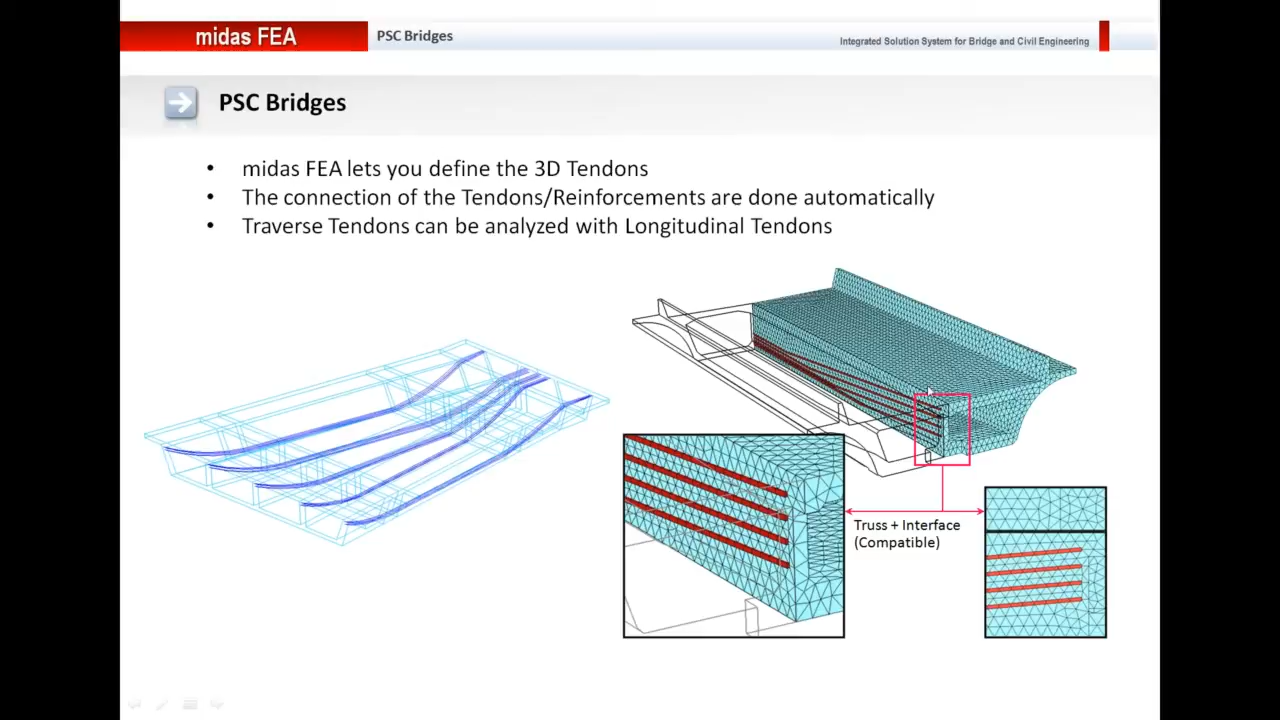 midas FEA
PSC Bridges
Integrated Solution System for Bridge and Civil Engineering
PSC Bridges
• midas FEA lets you define the 3D Tendons
• The connection of the Tendons/Reinforcements are done automatically
• Traverse Tendons can be analyzed with Longitudinal Tendons
Truss + Interface
(Compatible)